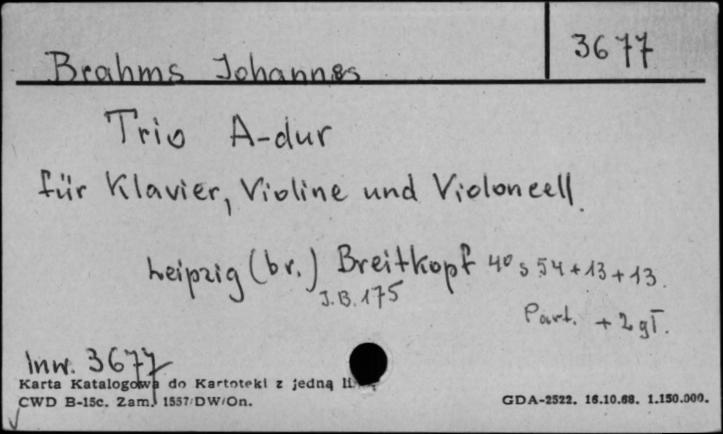 3677
Brahms Johannes
Trio A-dur
für Klavier, Violine und Violoncell.
Leipzig (br.) Breitkopf 4° s 54+13+13.
J.B.175
Part. + 2 gł.
Inw. 3677
Karta Katalogowa do Kartoteki z jedną
CWD B-15c. Zam. 1557/DW/On.
GDA-2522. 16.10.68. 1.150.000.